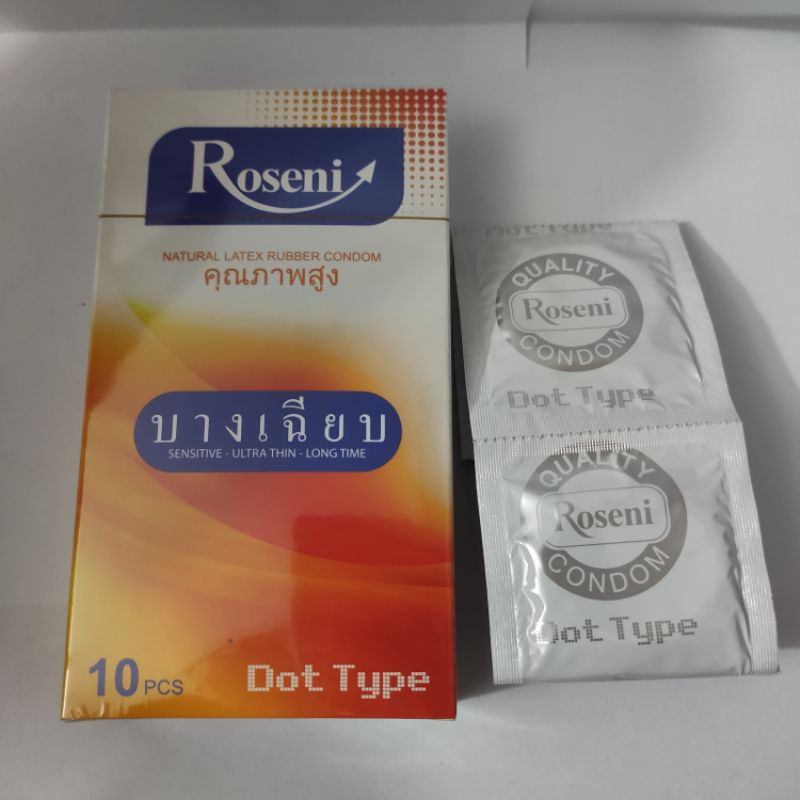 Roseni
NATURAL LATEX RUBBER CONDOM
คุณภาพสูง
บางเฉียบ
SENSITIVE - ULTRA THIN - LONG TIME
10 PCS
Dot Type
Dot Type
QUALITY
Roseni
CONDOM
Dot Type
QUALITY
Roseni
CONDOM
Dot Type